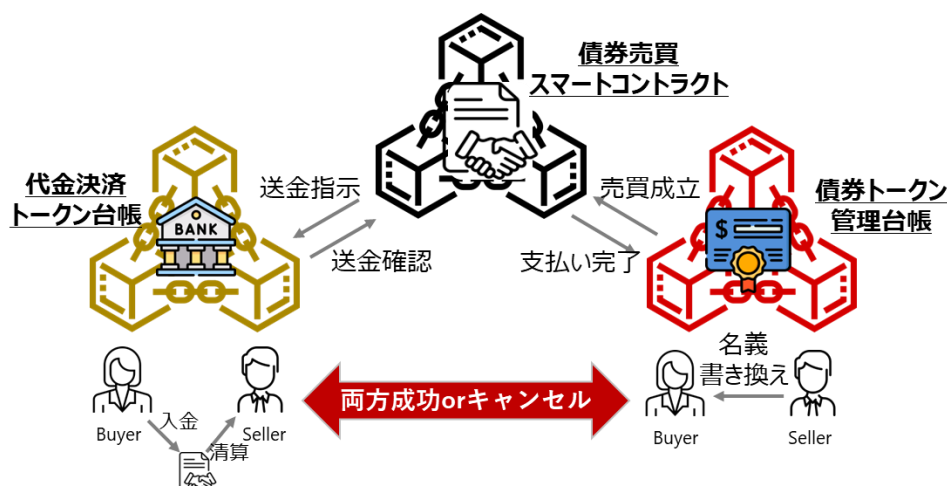 債券売買
スマートコントラクト
代金決済
トークン台帳
送金指示
送金確認
BANK
売買成立
支払い完了
債券トークン
管理台帳
$
名義
書き換え
両方成功orキャンセル
入金
清算
Buyer
Seller
Buyer
Seller